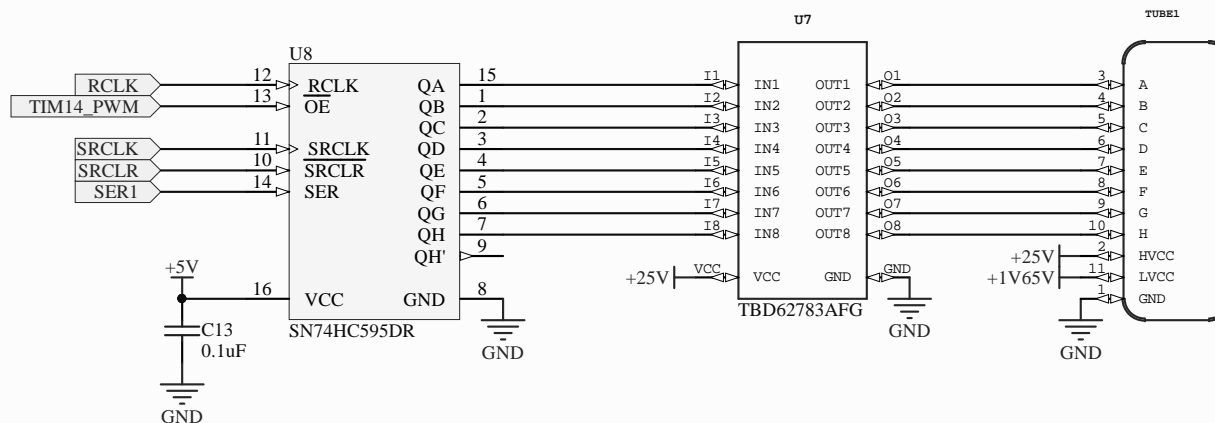 U7
TUBE1
U8
RCLK 12 RCLK QA 15 I1 IN1 OUT1 O1 3 A
TIM14_PWM 13 OE QB 1 I2 IN2 OUT2 O2 4 B
QC 2 I3 IN3 OUT3 O3 5 C
SRCLK 11 SRCLK QD 3 I4 IN4 OUT4 O4 6 D
SRCLR 10 SRCLR QE 4 I5 IN5 OUT5 O5 7 E
SER1 14 SER QF 5 I6 IN6 OUT6 O6 8 F
QG 6 I7 IN7 OUT7 O7 9 G
QH 7 I8 IN8 OUT8 O8 10 H
QH' 9 +25V 2 HVCC
+5V +25V VCC VCC GND GND +1V65V 11 LVCC
16 VCC GND 8 1 GND
SN74HC595DR TBD62783AFG
C13
0.1uF
GND GND GND
GND